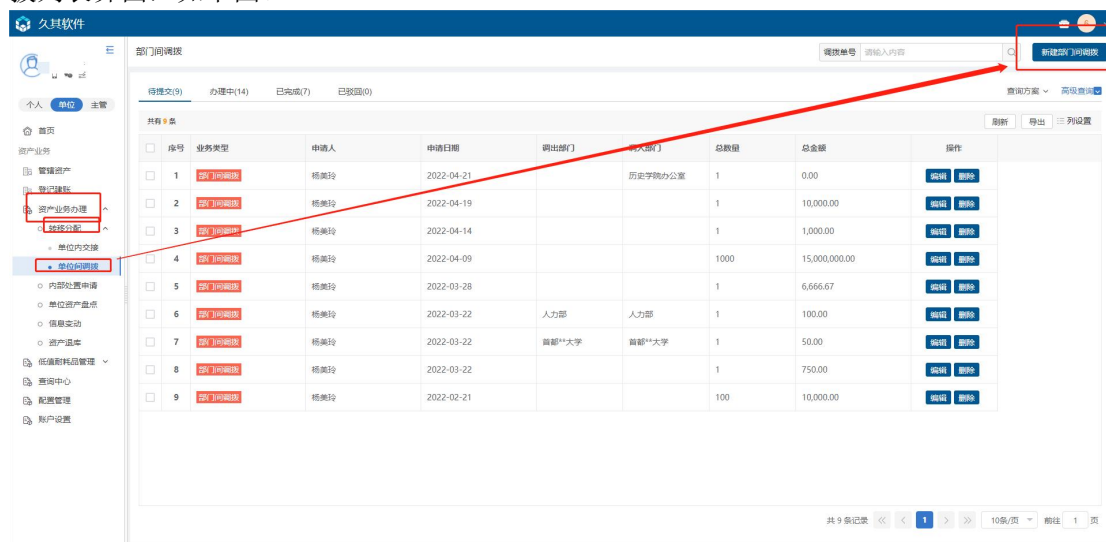 久其软件
部门间调拨
调拨单号 请输入内容
新建部门间调拨
个人 单位 主管
待提交(9) 办理中(14) 已完成(7) 已驳回(0)
查询方案 高级查询
共有9条
刷新 导出 列设置
首页
资产业务
管辖资产
登记建账
资产业务办理
转移分配
单位内交接
单位间调拨
内部处置申请
单位资产盘点
信息变动
资产退库
低值耐耗品管理
查询中心
配置管理
账户设置
序号 业务类型 申请人 申请日期 调出部门 调入部门 总数量 总金额 操作
1 部门间调拨 杨美玲 2022-04-21 历史学院办公室 1 0.00 编辑 删除
2 部门间调拨 杨美玲 2022-04-19 1 10,000.00 编辑 删除
3 部门间调拨 杨美玲 2022-04-14 1 1,000.00 编辑 删除
4 部门间调拨 杨美玲 2022-04-09 1000 15,000,000.00 编辑 删除
5 部门间调拨 杨美玲 2022-03-28 1 6,666.67 编辑 删除
6 部门间调拨 杨美玲 2022-03-22 人力部 人力部 1 100.00 编辑 删除
7 部门间调拨 杨美玲 2022-03-22 首都**大学 首都**大学 1 50.00 编辑 删除
8 部门间调拨 杨美玲 2022-03-22 1 750.00 编辑 删除
9 部门间调拨 杨美玲 2022-02-21 100 10,000.00 编辑 删除
共 9 条记录 1 10条/页 前往 1 页